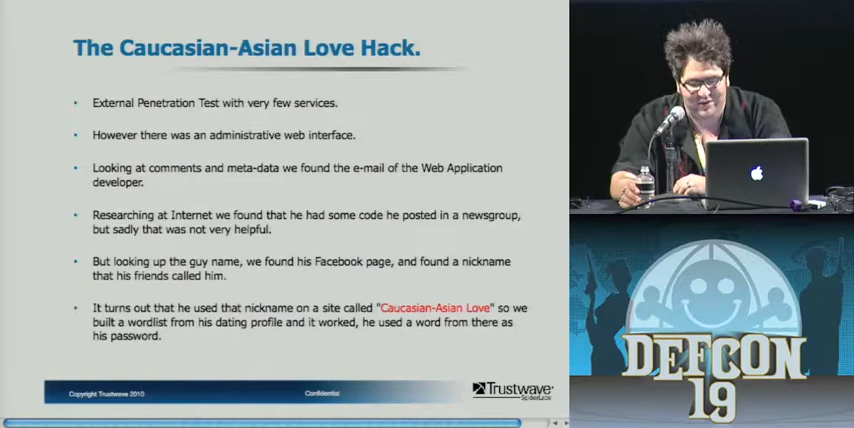 The Caucasian-Asian Love Hack.
External Penetration Test with very few services.
However there was an administrative web interface.
Looking at comments and meta-data we found the e-mail of the Web Application
developer.
Researching at Internet we found that he had some code he posted in a newsgroup,
but sadly that was not very helpful.
But looking up the guy name, we found his Facebook page, and found a nickname
that his friends called him.
It turns out that he used that nickname on a site called "Caucasian-Asian Love" so we
built a wordlist from his dating profile and it worked, he used a word from there as
his password.
Copyright Trustwave 2010
Confidential
Trustwave
SpiderLabs
DEFCON
19